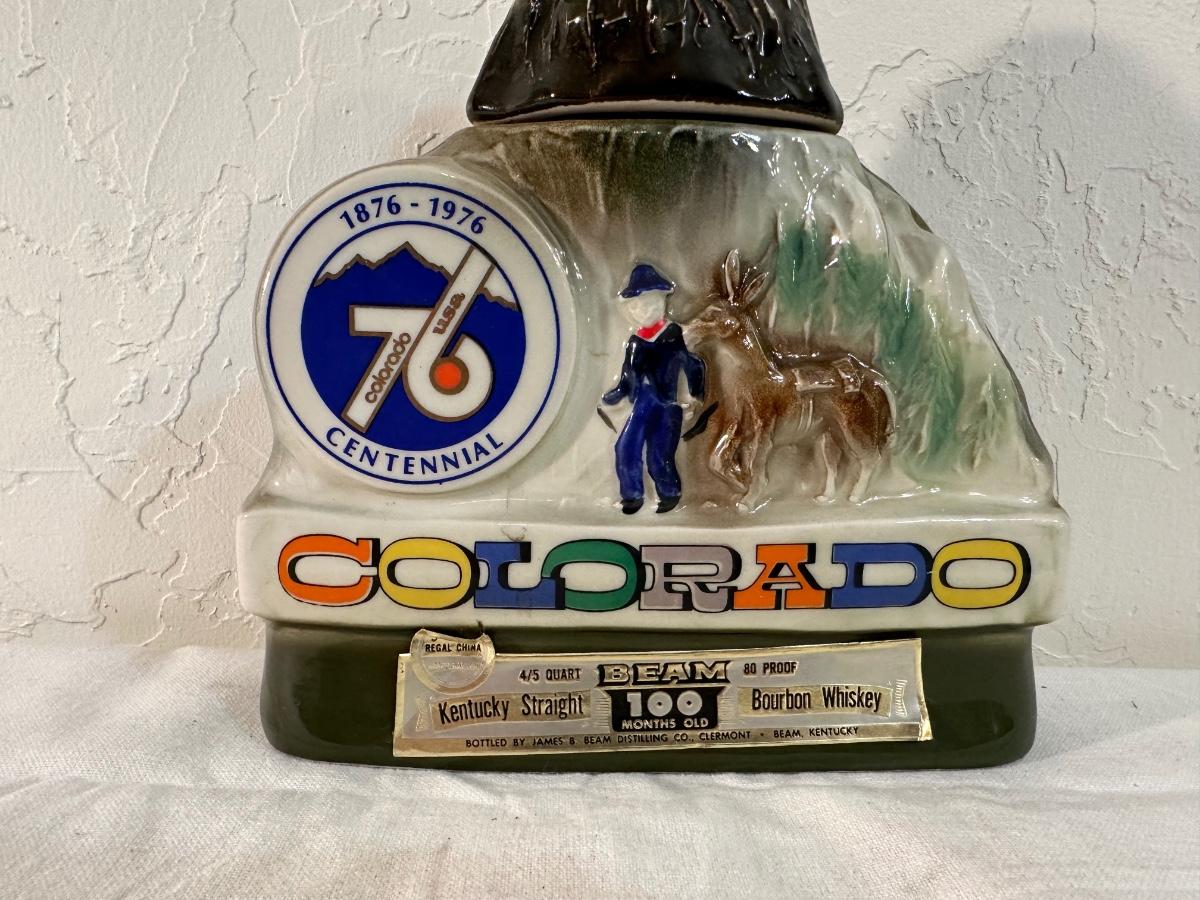 1876 - 1976
76
colorado
usa
CENTENNIAL
COLORADO
REGAL CHINA
4/5 QUART BEAM 80 PROOF
Kentucky Straight 100 Bourbon Whiskey
MONTHS OLD
BOTTLED BY JAMES B. BEAM DISTILLING CO., CLERMONT • BEAM, KENTUCKY